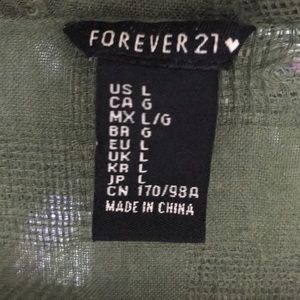 FOREVER 21
US L
CA G
MX L/G
BR G
EU L
UK L
KR L
JP L
CN 170/98A
MADE IN CHINA